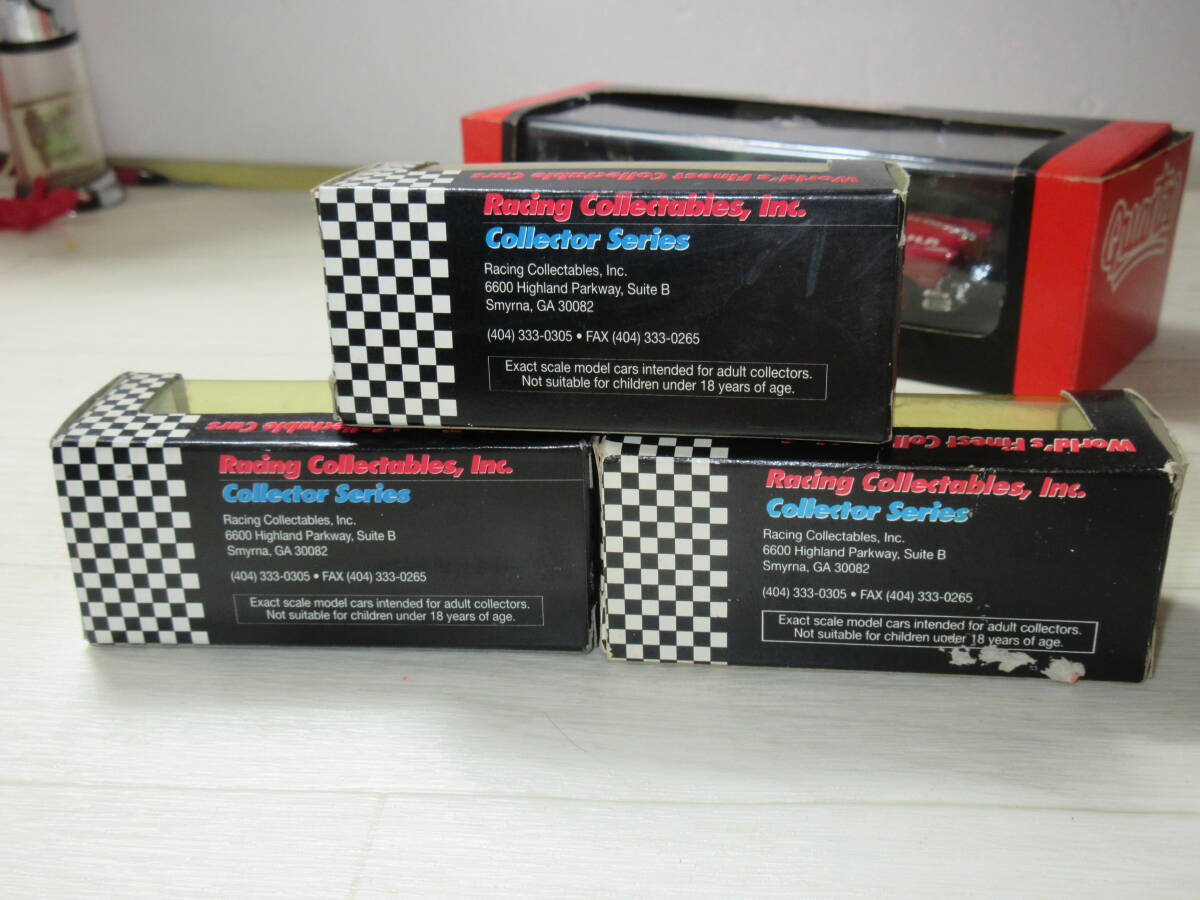 World's Finest Collectable Cars
Racing Collectables, Inc.
Collector Series
Racing Collectables, Inc.
6600 Highland Parkway, Suite B
Smyrna, GA 30082
(404) 333-0305 • FAX (404) 333-0265
Exact scale model cars intended for adult collectors.
Not suitable for children under 18 years of age.
Collectable Cars
Racing Collectables, Inc.
Collector Series
Racing Collectables, Inc.
6600 Highland Parkway, Suite B
Smyrna, GA 30082
(404) 333-0305 • FAX (404) 333-0265
Exact scale model cars intended for adult collectors.
Not suitable for children under 18 years of age.
World's Finest Coll
Racing Collectables, Inc.
Collector Series
Racing Collectables, Inc.
6600 Highland Parkway, Suite B
Smyrna, GA 30082
(404) 333-0305 • FAX (404) 333-0265
Exact scale model cars intended for adult collectors.
Not suitable for children under 18 years of age.